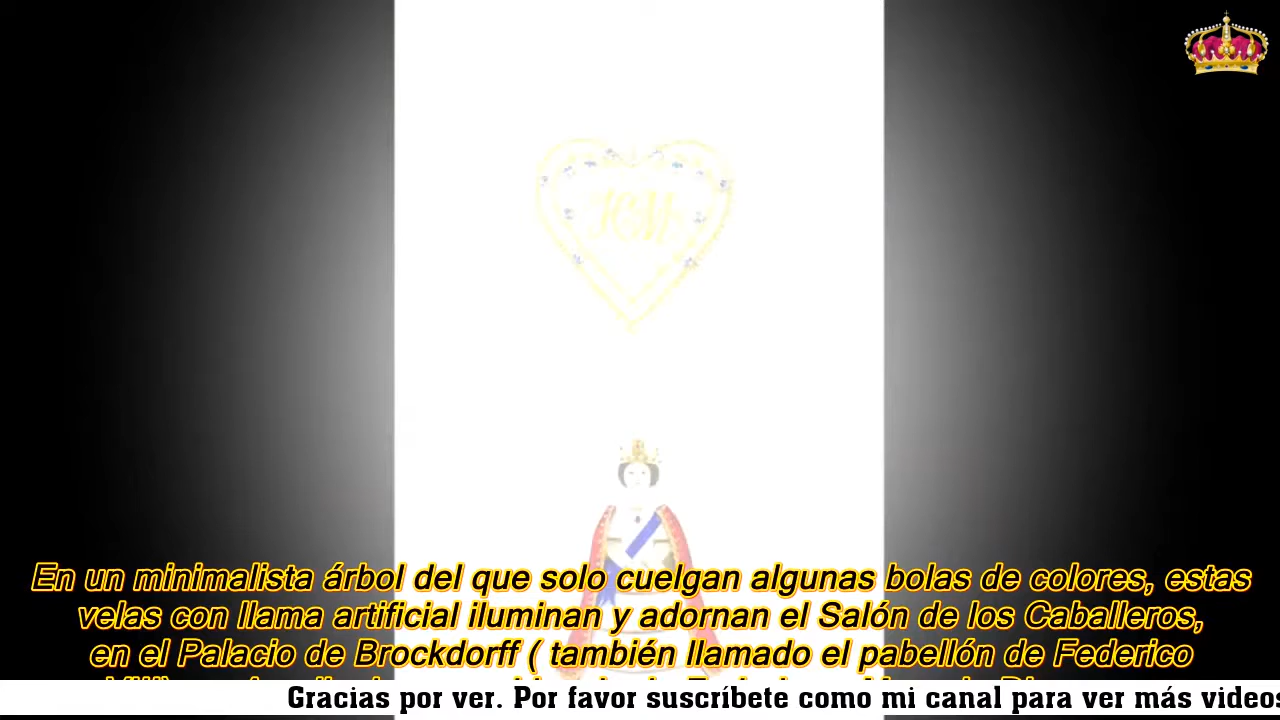 HM
En un minimalista árbol del que solo cuelgan algunas bolas de colores, estas
velas con llama artificial iluminan y adornan el Salón de los Caballeros,
en el Palacio de Brockdorff ( también llamado el pabellón de Federico
Gracias por ver. Por favor suscríbete como mi canal para ver más videos